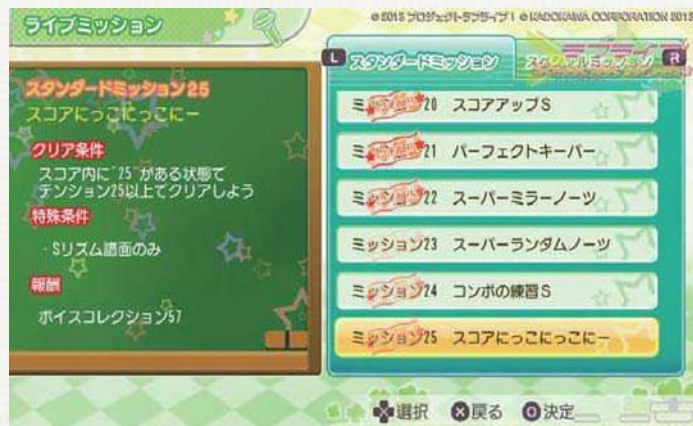 ライブミッション
© 2013 プロジェクトラブライブ! © KADOKAWA CORPORATION 2013
L スタンダードミッション スペシャルミッション R
スタンダードミッション25
スコアにっこにっこにー
クリア条件
スコア内に"25"がある状態で
テンション25以上でクリアしよう
特殊条件
・Sリズム譜面のみ
報酬
ボイスコレクション57
ミッション20 スコアアップS
ミッション21 パーフェクトキーパー
ミッション22 スーパーミラーノーツ
ミッション23 スーパーランダムノーツ
ミッション24 コンボの練習S
ミッション25 スコアにっこにっこにー
選択 戻る 決定